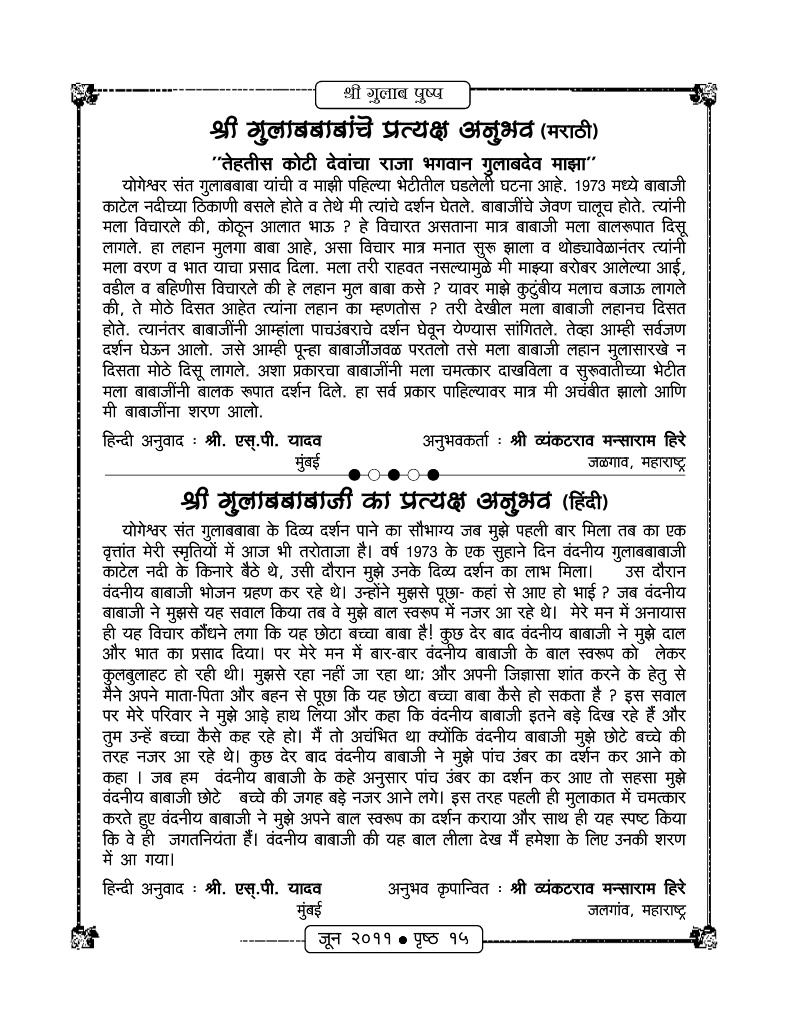 श्री गुलाब पुष्प
श्री गुलाबबाबांचे प्रत्यक्ष अनुभव (मराठी)
"तेहतीस कोटी देवांचा राजा भगवान गुलाबदेव माझा"
योगेश्वर संत गुलाबबाबा यांची व माझी पहिल्या भेटीतील घडलेली घटना आहे. 1973 मध्ये बाबाजी
काटेल नदीच्या ठिकाणी बसले होते व तेथे मी त्यांचे दर्शन घेतले. बाबाजींचे जेवण चालूच होते. त्यांनी
मला विचारले की, कोठून आलात भाऊ ? हे विचारत असताना मात्र बाबाजी मला बालरूपात दिसू
लागले. हा लहान मुलगा बाबा आहे, असा विचार मात्र मनात सुरू झाला व थोड्यावेळानंतर त्यांनी
मला वरण व भात याचा प्रसाद दिला. मला तरी राहवत नसल्यामुळे मी माझ्या बरोबर आलेल्या आई,
वडील व बहिणीस विचारले की हे लहान मुल बाबा कसे ? यावर माझे कुटुंबीय मलाच बजाऊ लागले
की, ते मोठे दिसत आहेत त्यांना लहान का म्हणतोस ? तरी देखील मला बाबाजी लहानच दिसत
होते. त्यानंतर बाबाजींनी आम्हांला पाचउंबराचे दर्शन घेवून येण्यास सांगितले. तेव्हा आम्ही सर्वजण
दर्शन घेऊन आलो. जसे आम्ही पून्हा बाबाजींजवळ परतलो तसे मला बाबाजी लहान मुलासारखे न
दिसता मोठे दिसू लागले. अशा प्रकारचा बाबाजींनी मला चमत्कार दाखविला व सुरूवातीच्या भेटीत
मला बाबाजींनी बालक रूपात दर्शन दिले. हा सर्व प्रकार पाहिल्यावर मात्र मी अचंबीत झालो आणि
मी बाबाजींना शरण आलो.
हिन्दी अनुवाद : श्री. एस्.पी. यादव अनुभवकर्ता : श्री व्यंकटराव मन्साराम हिरे
मुंबई जळगाव, महाराष्ट्र
श्री गुलाबबाबाजी का प्रत्यक्ष अनुभव (हिंदी)
योगेश्वर संत गुलाबबाबा के दिव्य दर्शन पाने का सौभाग्य जब मुझे पहली बार मिला तब का एक
वृत्तांत मेरी स्मृतियों में आज भी तरोताजा है। वर्ष 1973 के एक सुहाने दिन वंदनीय गुलाबबाबाजी
काटेल नदी के किनारे बैठे थे, उसी दौरान मुझे उनके दिव्य दर्शन का लाभ मिला। उस दौरान
वंदनीय बाबाजी भोजन ग्रहण कर रहे थे। उन्होंने मुझसे पूछा- कहां से आए हो भाई ? जब वंदनीय
बाबाजी ने मुझसे यह सवाल किया तब वे मुझे बाल स्वरूप में नजर आ रहे थे। मेरे मन में अनायास
ही यह विचार कौंधने लगा कि यह छोटा बच्चा बाबा है! कुछ देर बाद वंदनीय बाबाजी ने मुझे दाल
और भात का प्रसाद दिया। पर मेरे मन में बार-बार वंदनीय बाबाजी के बाल स्वरूप को लेकर
कुलबुलाहट हो रही थी। मुझसे रहा नहीं जा रहा था; और अपनी जिज्ञासा शांत करने के हेतु से
मैने अपने माता-पिता और बहन से पूछा कि यह छोटा बच्चा बाबा कैसे हो सकता है ? इस सवाल
पर मेरे परिवार ने मुझे आड़े हाथ लिया और कहा कि वंदनीय बाबाजी इतने बड़े दिख रहे हैं और
तुम उन्हें बच्चा कैसे कह रहे हो। मैं तो अचंभित था क्योंकि वंदनीय बाबाजी मुझे छोटे बच्चे की
तरह नजर आ रहे थे। कुछ देर बाद वंदनीय बाबाजी ने मुझे पांच उंबर का दर्शन कर आने को
कहा । जब हम वंदनीय बाबाजी के कहे अनुसार पांच उंबर का दर्शन कर आए तो सहसा मुझे
वंदनीय बाबाजी छोटे बच्चे की जगह बड़े नजर आने लगे। इस तरह पहली ही मुलाकात में चमत्कार
करते हुए वंदनीय बाबाजी ने मुझे अपने बाल स्वरूप का दर्शन कराया और साथ ही यह स्पष्ट किया
कि वे ही जगतनियंता हैं। वंदनीय बाबाजी की यह बाल लीला देख मैं हमेशा के लिए उनकी शरण
में आ गया।
हिन्दी अनुवाद : श्री. एस्.पी. यादव अनुभव कृपान्वित : श्री व्यंकटराव मन्साराम हिरे
मुंबई जलगांव, महाराष्ट्र
जून २०११ ● पृष्ठ १५